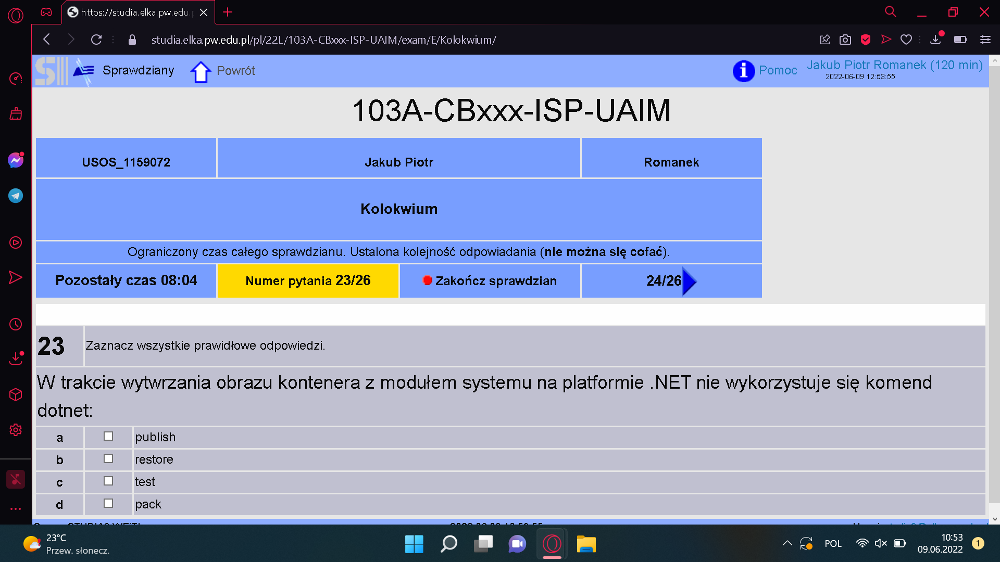 https://studia.elka.pw.edu.
studia.elka.pw.edu.pl/pl/22L/103A-CBxxx-ISP-UAIM/exam/E/Kolokwium/
Sprawdziany
Powrót
Pomoc
Jakub Piotr Romanek (120 min)
2022-06-09 12:53:55
103A-CBxxx-ISP-UAIM
USOS_1159072
Jakub Piotr
Romanek
Kolokwium
Ograniczony czas całego sprawdzianu. Ustalona kolejność odpowiadania (nie można się cofać).
Pozostały czas 08:04
Numer pytania 23/26
Zakończ sprawdzian
24/26
23
Zaznacz wszystkie prawidłowe odpowiedzi.
W trakcie wytwrzania obrazu kontenera z modułem systemu na platformie .NET nie wykorzystuje się komend
dotnet:
a publish
b restore
c test
d pack
23°C
Przew. słonecz.
POL
10:53
09.06.2022
1